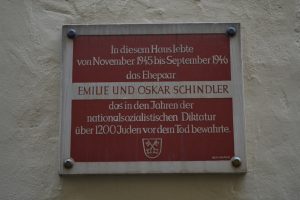 In diesem Haus lebte
von November 1945 bis September 1946
das Ehepaar
EMILIE UND OSKAR SCHINDLER
das in den Jahren der
nationalsozialistischen Diktatur
über 1200 Juden vor dem Tod bewahrte.